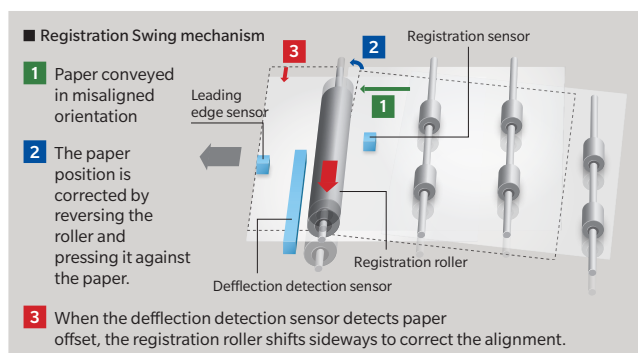 ■ Registration Swing mechanism
1 Paper conveyed
in misaligned
orientation
2 The paper
position is
corrected by
reversing the
roller and
pressing it against
the paper.
3
2
1
Registration sensor
Leading
edge sensor
Registration roller
Defflection detection sensor
3 When the defflection detection sensor detects paper
offset, the registration roller shifts sideways to correct the alignment.